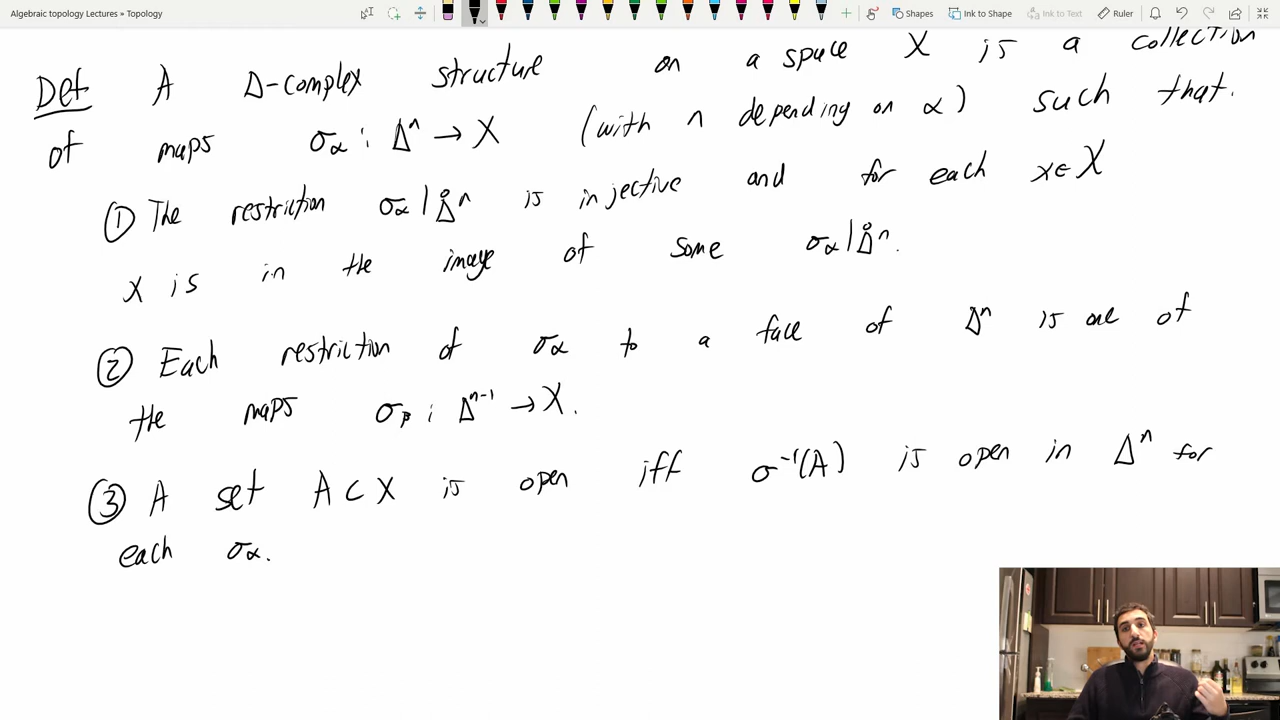 Algebraic topology Lectures » Topology
Shapes
Ink to Shape
Ink to Text
Ruler
Def A Δ-complex structure on a space X is a collection
of maps σα : Δⁿ → X (with n depending on α) such that.
① The restriction σα|Δ̊ⁿ is injective and for each x∈X
X is in the image of some σα|Δ̊ⁿ.
② Each restriction of σα to a face of Δⁿ is one of
the maps σβ : Δⁿ⁻¹ → X.
③ A set A⊂X is open iff σ⁻¹(A) is open in Δⁿ for
each σα.